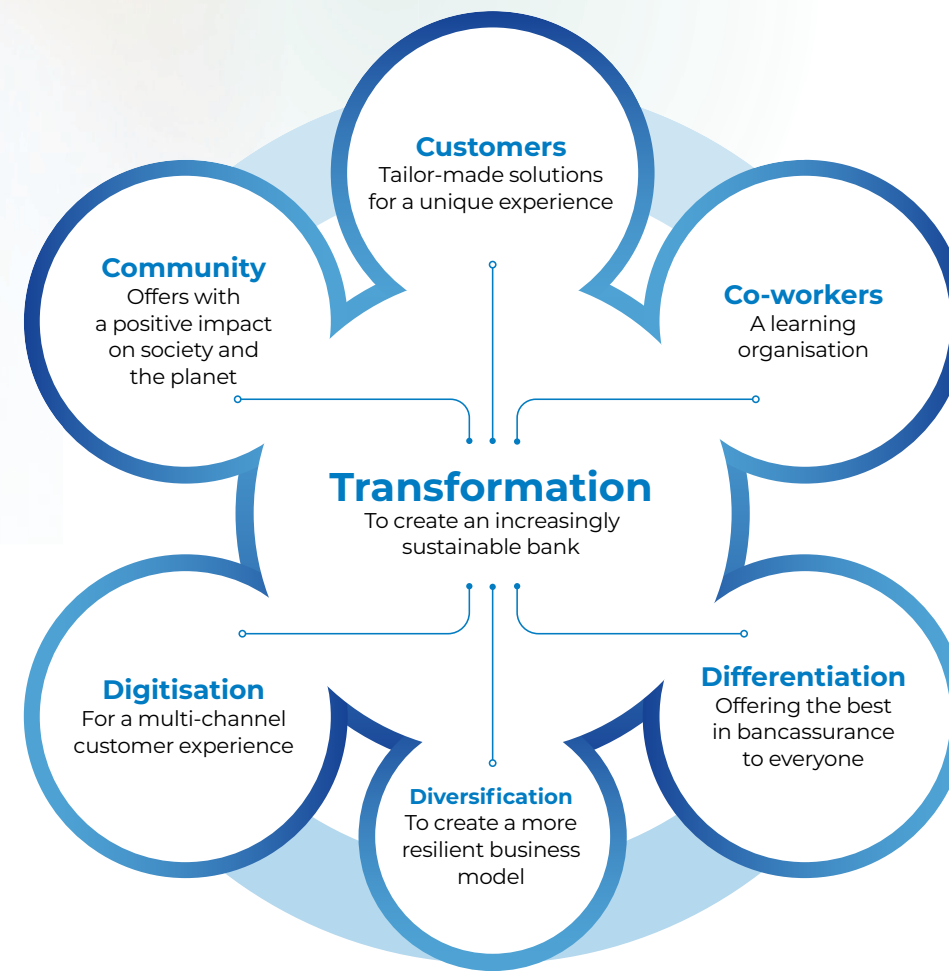 Customers
Tailor-made solutions
for a unique experience
Community
Offers with
a positive impact
on society and
the planet
Co-workers
A learning
organisation
Transformation
To create an increasingly
sustainable bank
Digitisation
For a multi-channel
customer experience
Differentiation
Offering the best
in bancassurance
to everyone
Diversification
To create a more
resilient business
model